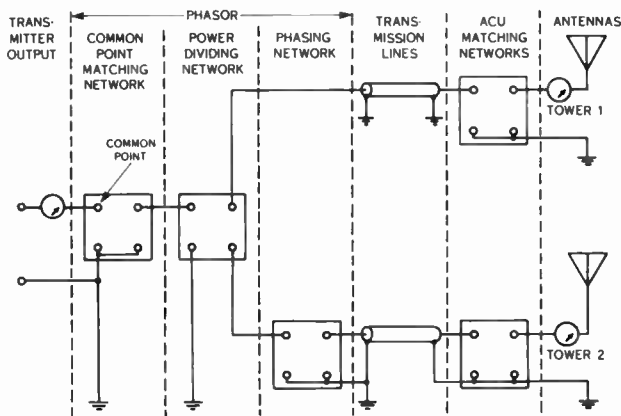 PHASOR
TRANS-
MITTER
OUTPUT
COMMON
POINT
MATCHING
NETWORK
POWER
DIVIDING
NETWORK
PHASING
NETWORK
TRANS-
MISSION
LINES
ACU
MATCHING
NETWORKS
ANTENNAS
COMMON
POINT
TOWER 1
TOWER 2